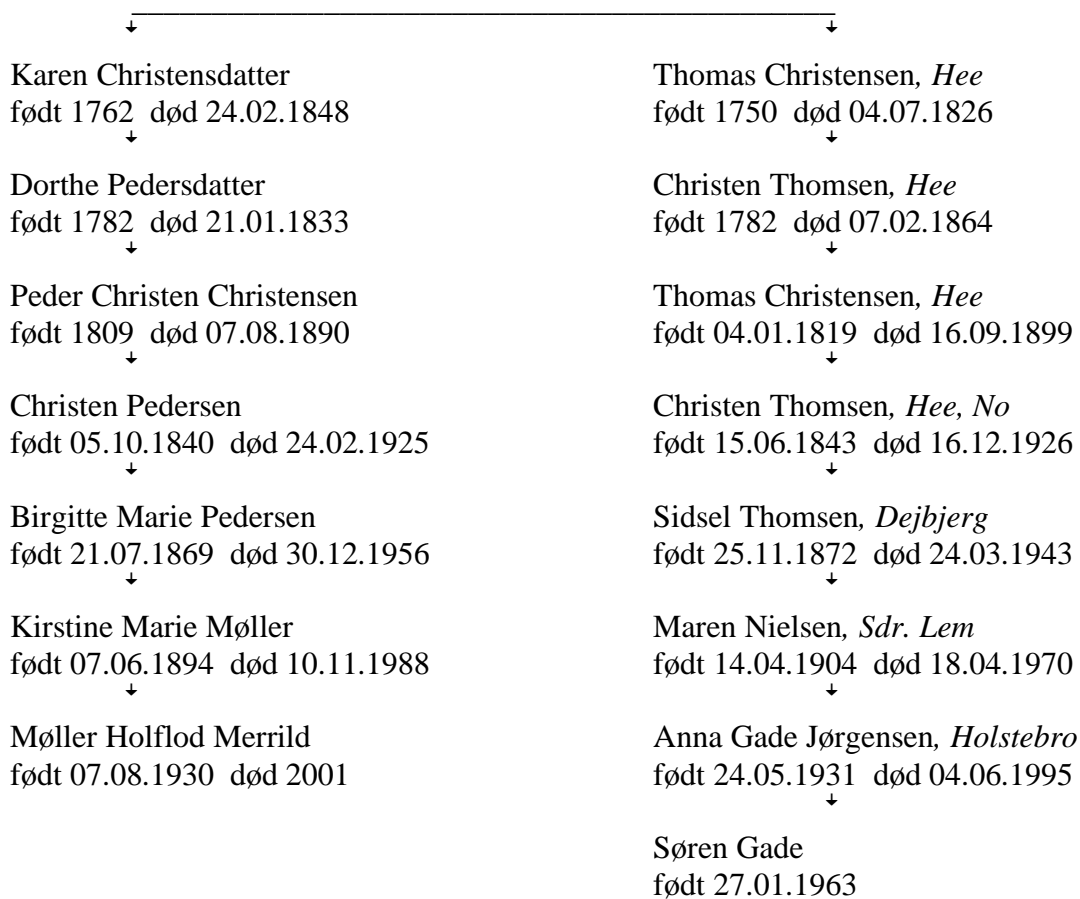 Karen Christensdatter
født 1762 død 24.02.1848
Dorthe Pedersdatter
født 1782 død 21.01.1833
Peder Christen Christensen
født 1809 død 07.08.1890
Christen Pedersen
født 05.10.1840 død 24.02.1925
Birgitte Marie Pedersen
født 21.07.1869 død 30.12.1956
Kirstine Marie Møller
født 07.06.1894 død 10.11.1988
Møller Holflod Merrild
født 07.08.1930 død 2001
Thomas Christensen, Hee
født 1750 død 04.07.1826
Christen Thomsen, Hee
født 1782 død 07.02.1864
Thomas Christensen, Hee
født 04.01.1819 død 16.09.1899
Christen Thomsen, Hee, No
født 15.06.1843 død 16.12.1926
Sidsel Thomsen, Dejbjerg
født 25.11.1872 død 24.03.1943
Maren Nielsen, Sdr. Lem
født 14.04.1904 død 18.04.1970
Anna Gade Jørgensen, Holstebro
født 24.05.1931 død 04.06.1995
Søren Gade
født 27.01.1963